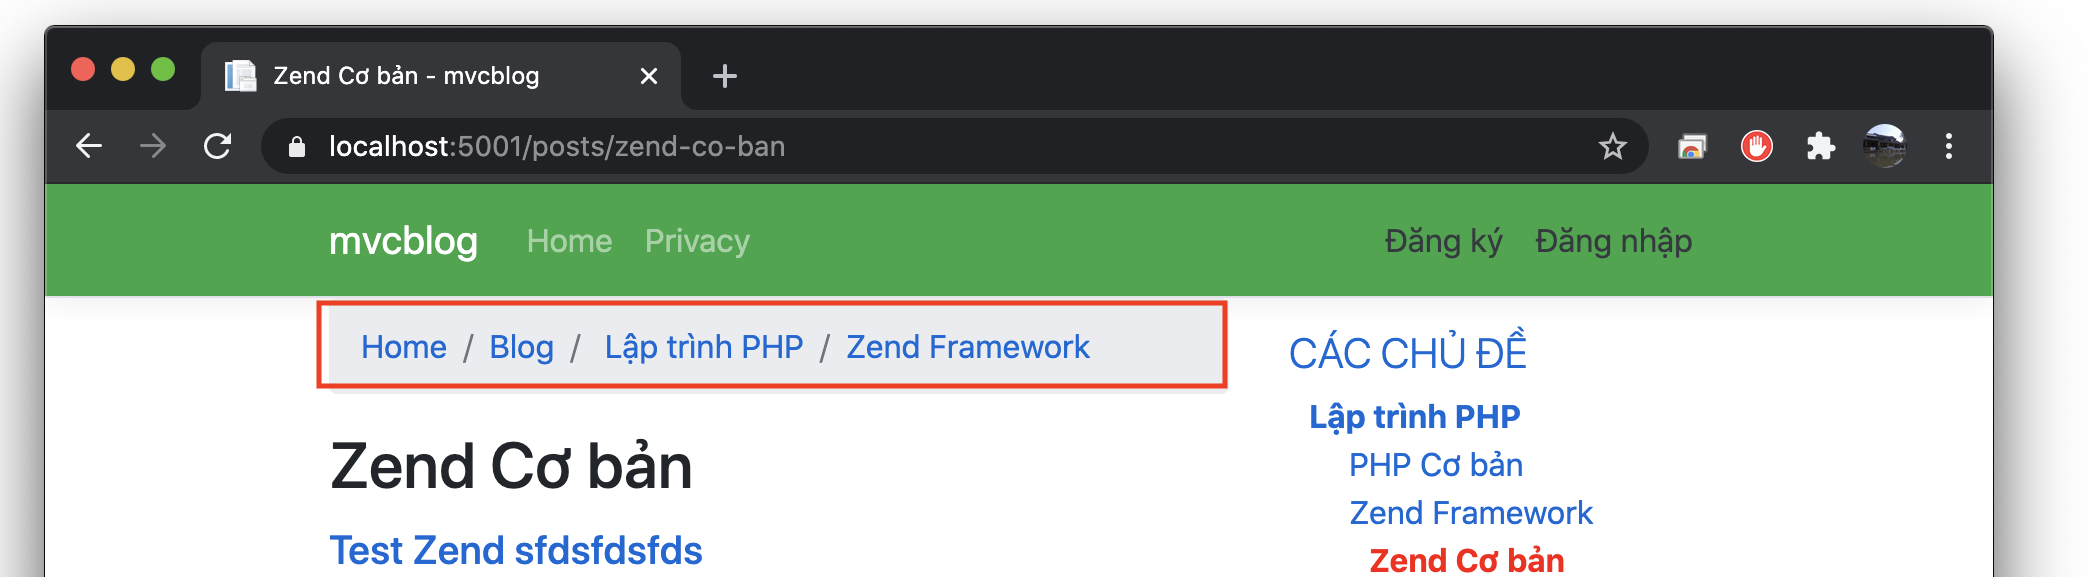 Zend Cơ bản - mvcblog
localhost:5001/posts/zend-co-ban
mvcblog Home Privacy Đăng ký Đăng nhập
Home / Blog / Lập trình PHP / Zend Framework
Zend Cơ bản
Test Zend sfdsfdsfds
CÁC CHỦ ĐỀ
Lập trình PHP
PHP Cơ bản
Zend Framework
Zend Cơ bản